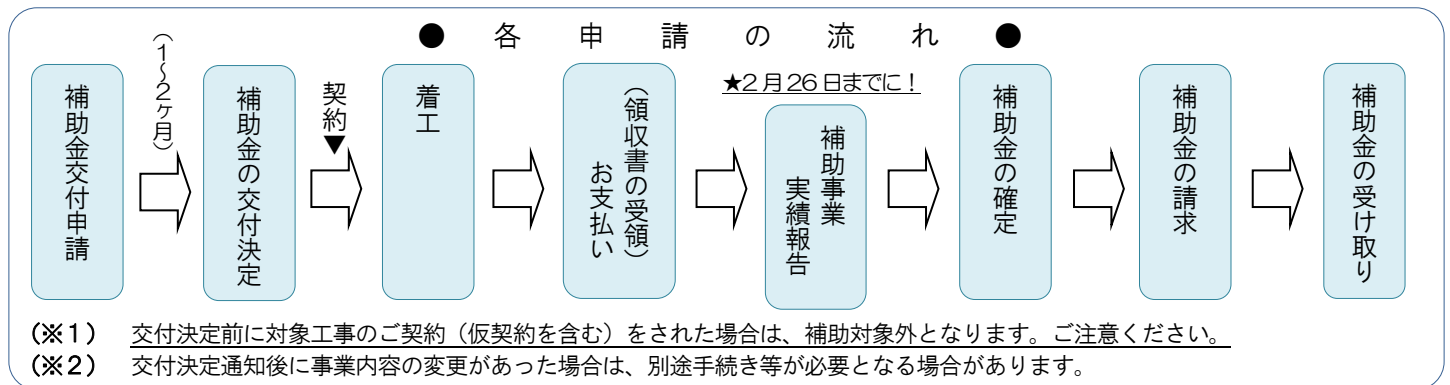 ● 各 申 請 の 流 れ ●
補助金交付申請
(1~2ヶ月)
補助金の交付決定
契約▼
着工
お支払い
(領収書の受領)
★2月26日までに!
補助事業
実績報告
補助金の確定
補助金の請求
補助金の受け取り
(※1) 交付決定前に対象工事のご契約(仮契約を含む)をされた場合は、補助対象外となります。ご注意ください。
(※2) 交付決定通知後に事業内容の変更があった場合は、別途手続き等が必要となる場合があります。